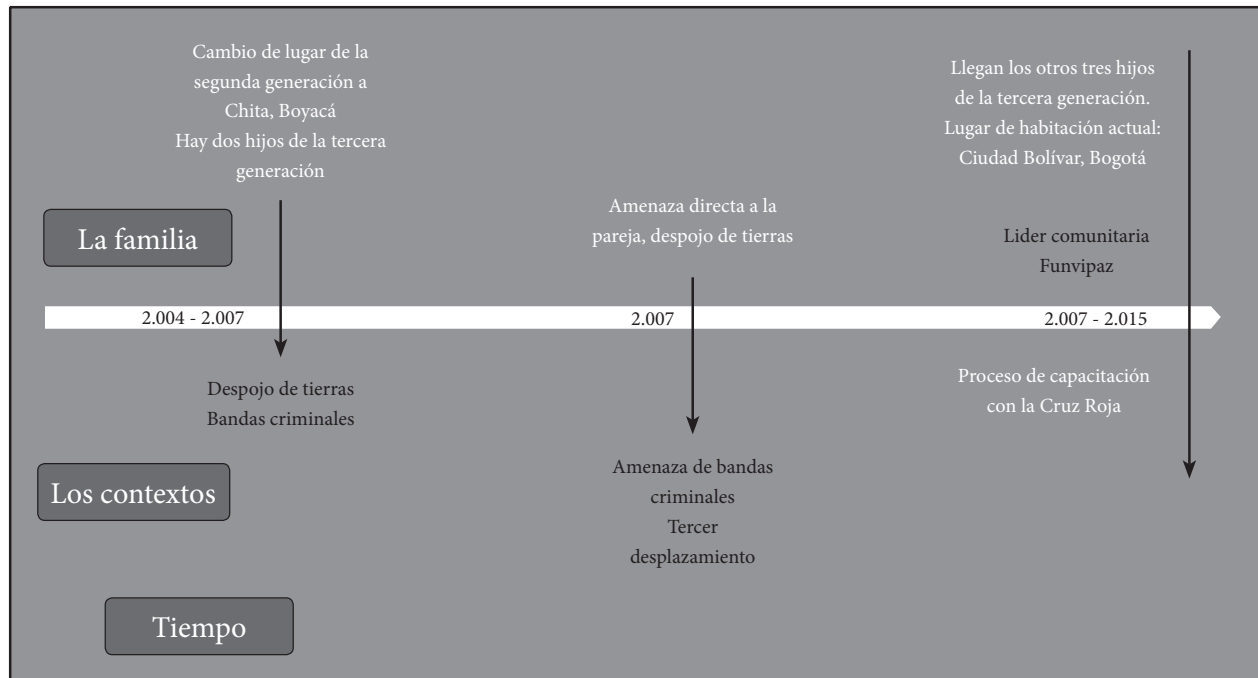 Cambio de lugar de la
segunda generación a
Chita, Boyacá
Hay dos hijos de la tercera
generación
Llegan los otros tres hijos
de la tercera generación.
Lugar de habitación actual:
Ciudad Bolívar, Bogotá
Amenaza directa a la
pareja, despojo de tierras
La familia
Lider comunitaria
Funvipaz
2.004 - 2.007
2.007
2.007 - 2.015
Despojo de tierras
Bandas criminales
Proceso de capacitación
con la Cruz Roja
Los contextos
Amenaza de bandas
criminales
Tercer
desplazamiento
Tiempo